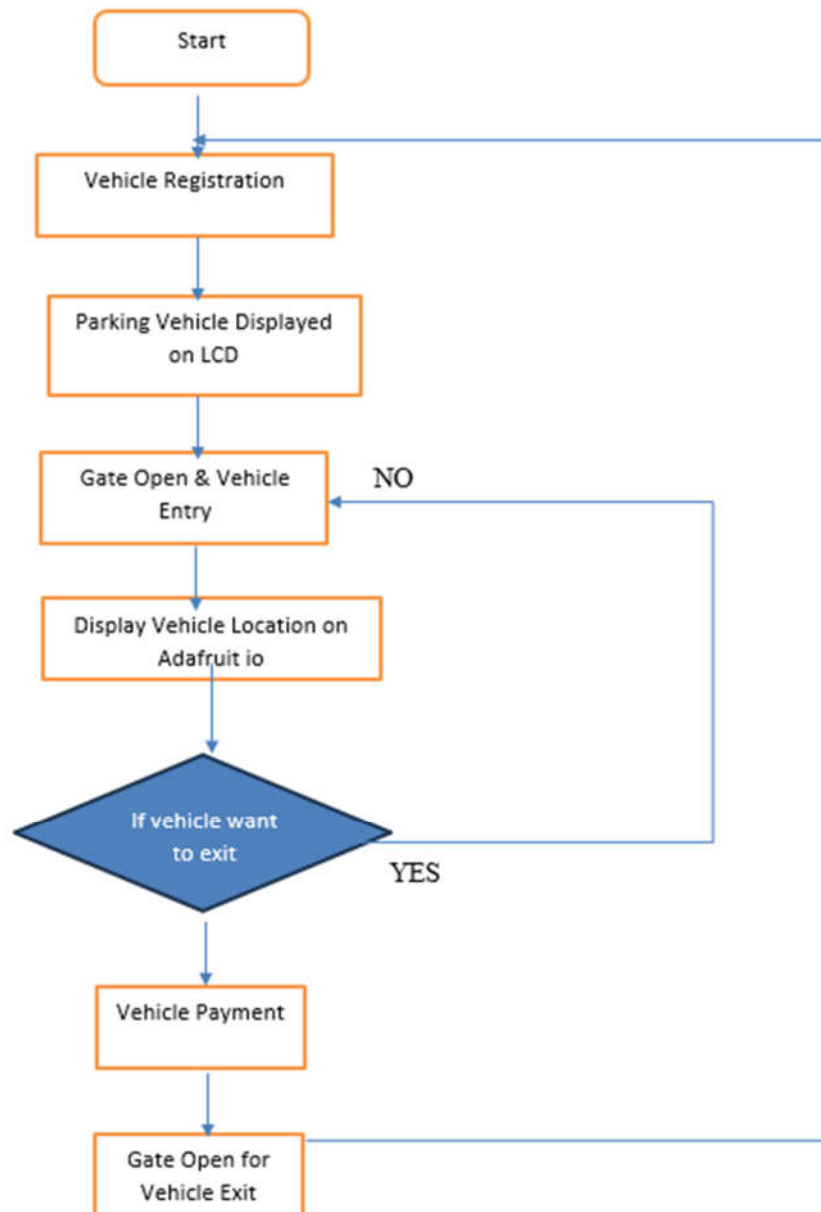 Start
Vehicle Registration
Parking Vehicle Displayed
on LCD
Gate Open & Vehicle
Entry
NO
Display Vehicle Location on
Adafruit io
If vehicle want
to exit
YES
Vehicle Payment
Gate Open for
Vehicle Exit